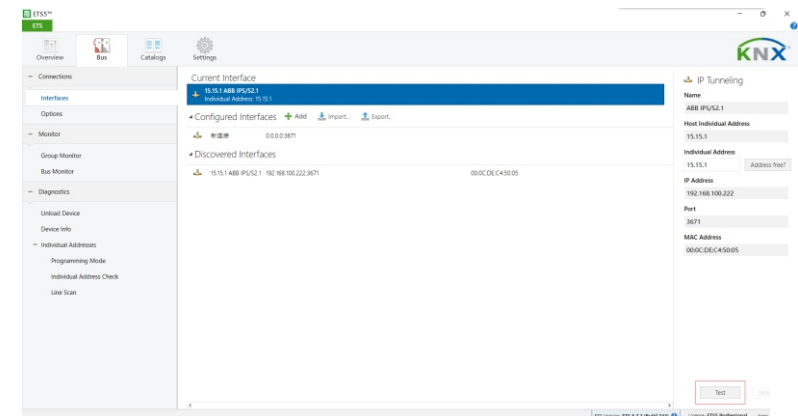 ETS5™
ETS
Overview
Bus
Catalogs
Settings
KNX
Connections
Interfaces
Options
Monitor
Group Monitor
Bus Monitor
Diagnostics
Unload Device
Device Info
Individual Addresses
Programming Mode
Individual Address Check
Line Scan
Current Interface
15.15.1 ABB IPS/S2.1
Individual Address: 15.15.1
Configured Interfaces Add Import... Export...
新连接 0.0.0.0:3671
Discovered Interfaces
15.15.1 ABB IPS/S2.1 192.168.100.222:3671 00:0C:DE:C4:50:05
IP Tunneling
Name
ABB IPS/S2.1
Host Individual Address
15.15.1
Individual Address
15.15.1 Address free?
IP Address
192.168.100.222
Port
3671
MAC Address
00:0C:DE:C4:50:05
Test